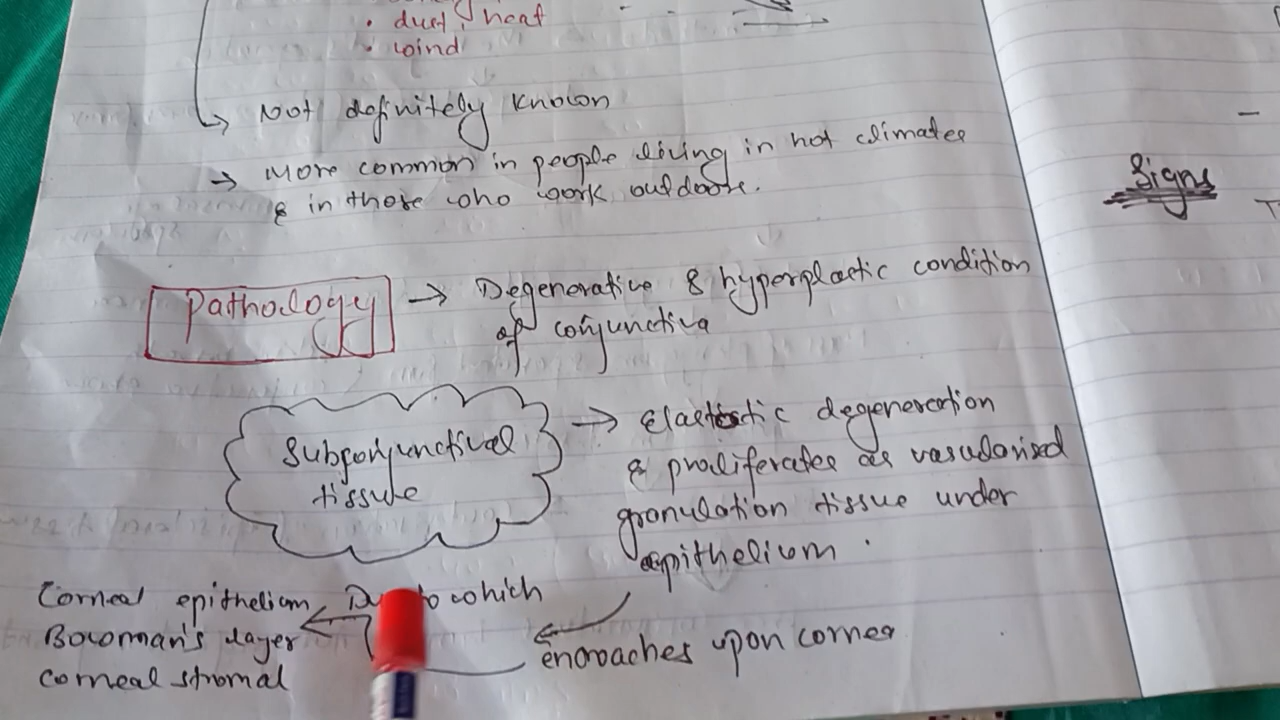 • dust, heat
• wind
→ Not definitely known
→ More common in people living in hot climates
& in those who work outdoors.
Signs
Pathology → Degenerative & hyperplastic condition
of conjunctiva
Subconjunctival
tissue
→ Elastotic degeneration
& proliferates as vascularised
granulation tissue under
epithelium.
Corneal epithelium
Bowman's layer
corneal stromal
to which
encroaches upon cornea